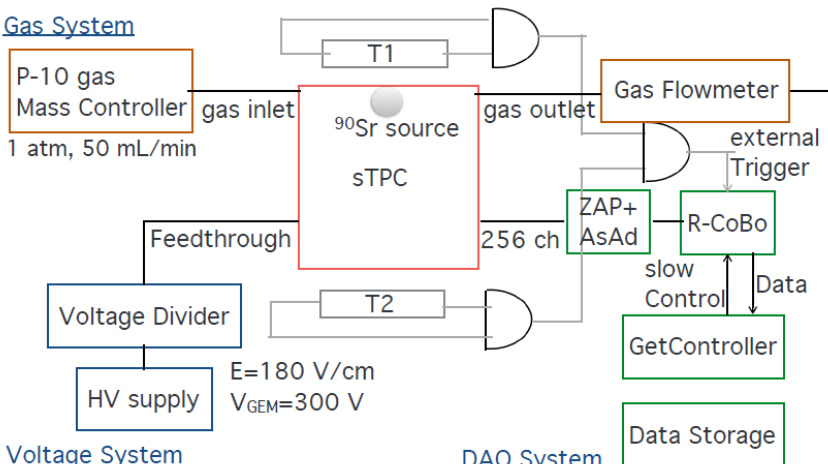 Gas System
T1
P-10 gas
Mass Controller
gas inlet
gas outlet
Gas Flowmeter
1 atm, 50 mL/min
⁹⁰Sr source
sTPC
external
Trigger
Feedthrough
256 ch
ZAP+
AsAd
R-CoBo
slow
Control
Data
Voltage Divider
T2
GetController
HV supply
E=180 V/cm
V_GEM=300 V
Data Storage
Voltage System
DAQ System